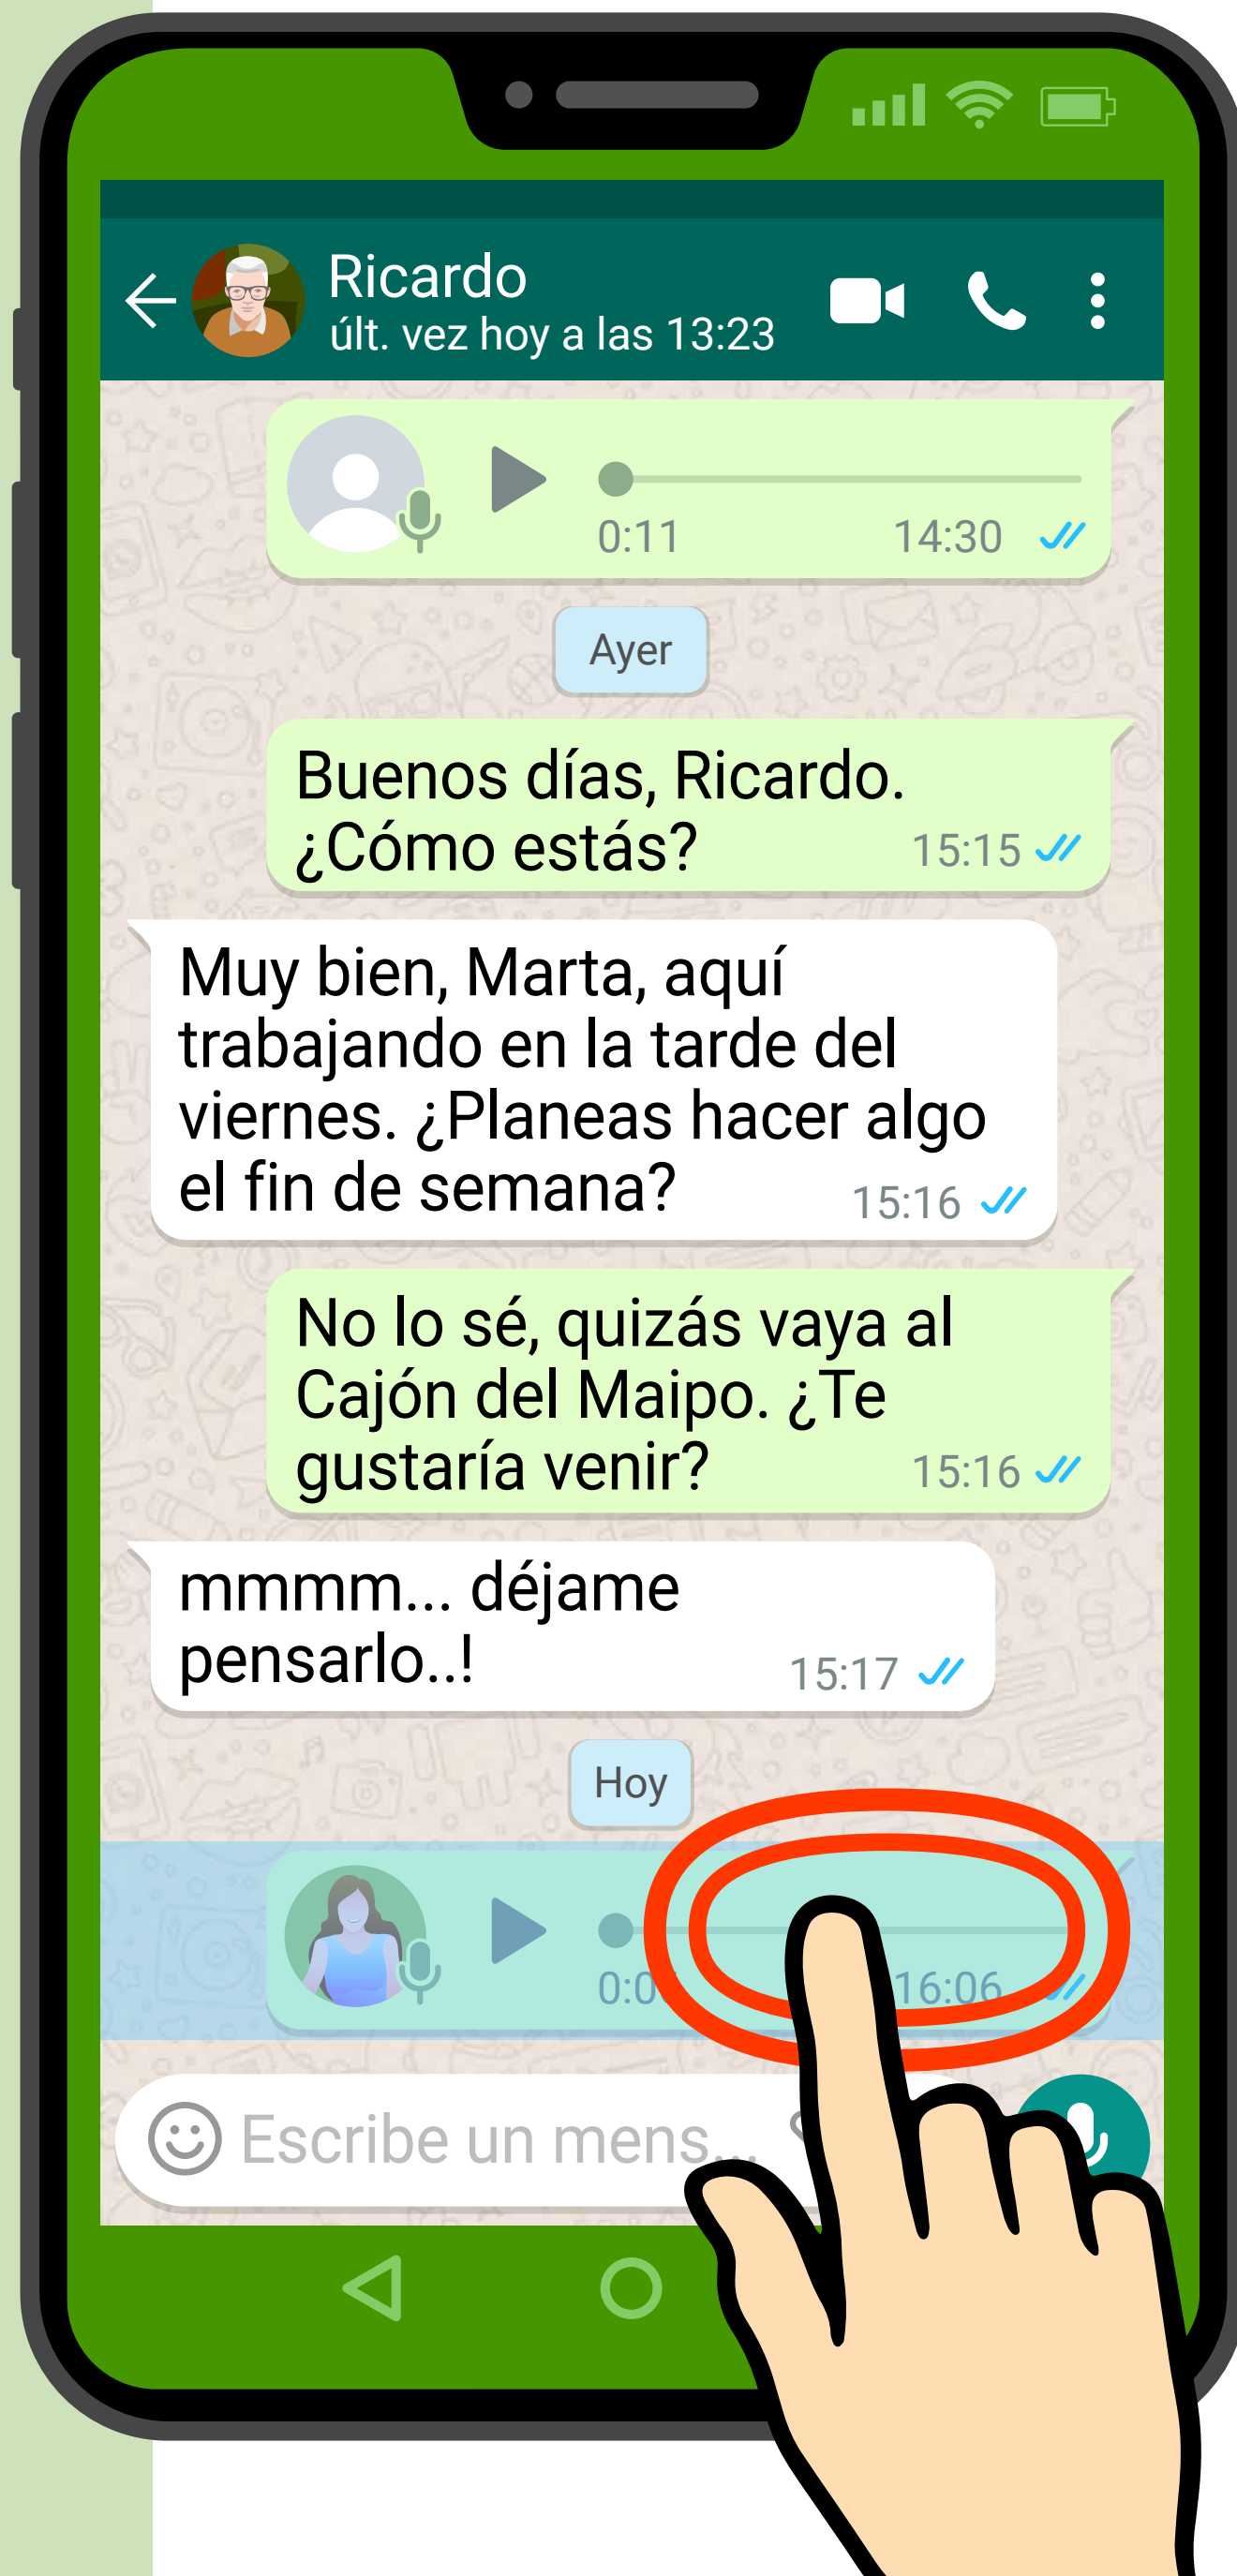 Ricardo
últ. vez hoy a las 13:23
0:11 14:30
Ayer
Buenos días, Ricardo.
¿Cómo estás? 15:15
Muy bien, Marta, aquí
trabajando en la tarde del
viernes. ¿Planeas hacer algo
el fin de semana? 15:16
No lo sé, quizás vaya al
Cajón del Maipo. ¿Te
gustaría venir? 15:16
mmmm... déjame
pensarlo..! 15:17
Hoy
16:06
Escribe un mens...